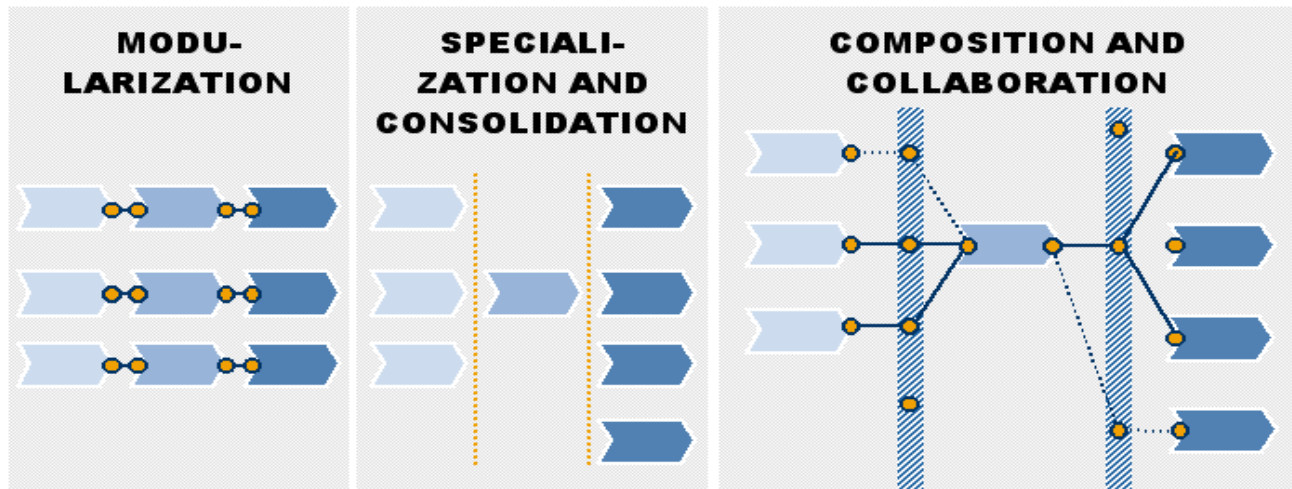 MODU-
LARIZATION
SPECIALI-
ZATION AND
CONSOLIDATION
COMPOSITION AND
COLLABORATION